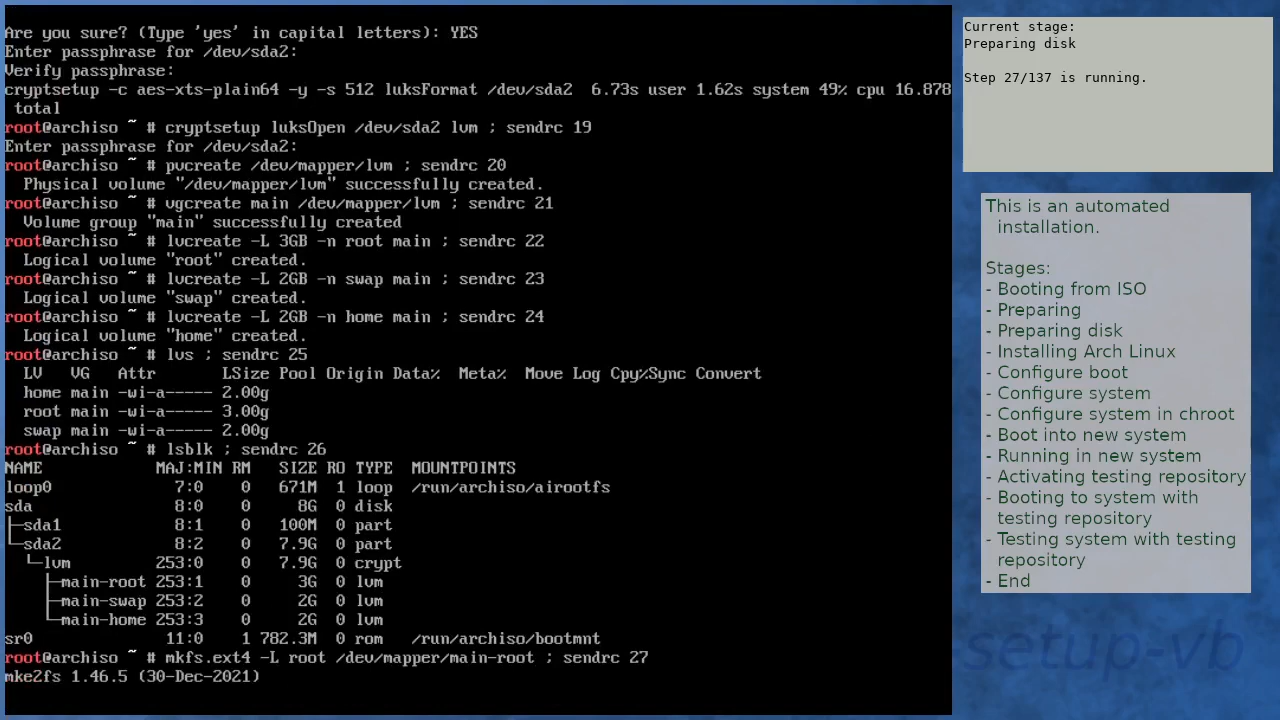 Are you sure? (Type 'yes' in capital letters): YES
Enter passphrase for /dev/sda2:
Verify passphrase:
cryptsetup -c aes-xts-plain64 -y -s 512 luksFormat /dev/sda2  6.73s user 1.62s system 49% cpu 16.878
 total
root@archiso ~ # cryptsetup luksOpen /dev/sda2 lvm ; sendrc 19
Enter passphrase for /dev/sda2:
root@archiso ~ # pvcreate /dev/mapper/lvm ; sendrc 20
  Physical volume "/dev/mapper/lvm" successfully created.
root@archiso ~ # vgcreate main /dev/mapper/lvm ; sendrc 21
  Volume group "main" successfully created
root@archiso ~ # lvcreate -L 3GB -n root main ; sendrc 22
  Logical volume "root" created.
root@archiso ~ # lvcreate -L 2GB -n swap main ; sendrc 23
  Logical volume "swap" created.
root@archiso ~ # lvcreate -L 2GB -n home main ; sendrc 24
  Logical volume "home" created.
root@archiso ~ # lvs ; sendrc 25
  LV   VG   Attr       LSize Pool Origin Data%  Meta%  Move Log Cpy%Sync Convert
  home main -wi-a----- 2.00g
  root main -wi-a----- 3.00g
  swap main -wi-a----- 2.00g
root@archiso ~ # lsblk ; sendrc 26
NAME            MAJ:MIN RM   SIZE RO TYPE  MOUNTPOINTS
loop0             7:0    0   671M  1 loop  /run/archiso/airootfs
sda               8:0    0     8G  0 disk
├─sda1            8:1    0   100M  0 part
└─sda2            8:2    0   7.9G  0 part
  └─lvm         253:0    0   7.9G  0 crypt
    ├─main-root 253:1    0     3G  0 lvm
    ├─main-swap 253:2    0     2G  0 lvm
    └─main-home 253:3    0     2G  0 lvm
sr0              11:0    1 782.3M  0 rom   /run/archiso/bootmnt
root@archiso ~ # mkfs.ext4 -L root /dev/mapper/main-root ; sendrc 27
mke2fs 1.46.5 (30-Dec-2021)
Current stage:
Preparing disk
Step 27/137 is running.
This is an automated
installation.
Stages:
- Booting from ISO
- Preparing
- Preparing disk
- Installing Arch Linux
- Configure boot
- Configure system
- Configure system in chroot
- Boot into new system
- Running in new system
- Activating testing repository
- Booting to system with
testing repository
- Testing system with testing
repository
- End
setup-vb